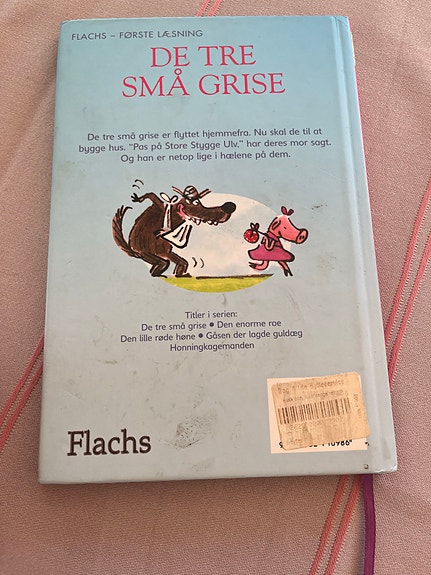 FLACHS – FØRSTE LÆSNING
DE TRE
SMÅ GRISE
De tre små grise er flyttet hjemmefra. Nu skal de til at
bygge hus. "Pas på Store Stygge Ulv," har deres mor sagt.
Og han er netop lige i hælene på dem.
Titler i serien:
De tre små grise • Den enorme roe
Den lille røde høne • Gåsen der lagde guldæg
Honningkagemanden
Flachs